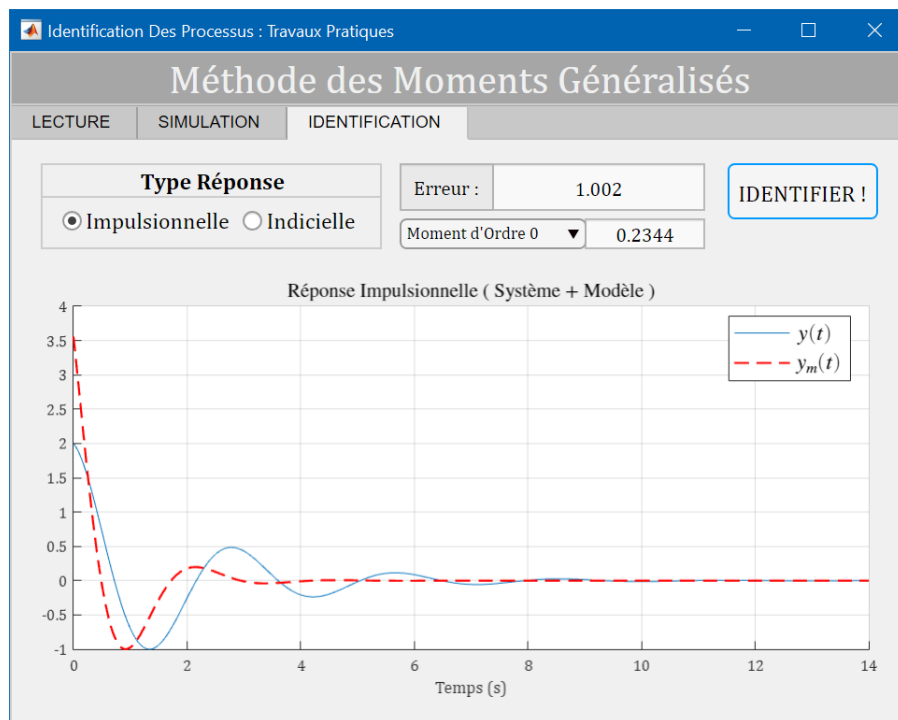 Identification Des Processus : Travaux Pratiques
Méthode des Moments Généralisés
LECTURE SIMULATION IDENTIFICATION
Type Réponse
Impulsionnelle Indicielle
Erreur : 1.002
Moment d'Ordre 0 0.2344
IDENTIFIER !
Réponse Impulsionnelle ( Système + Modèle )
4
3.5
3
2.5
2
1.5
1
0.5
0
-0.5
-1
y(t)
y_m(t)
0 2 4 6 8 10 12 14
Temps (s)